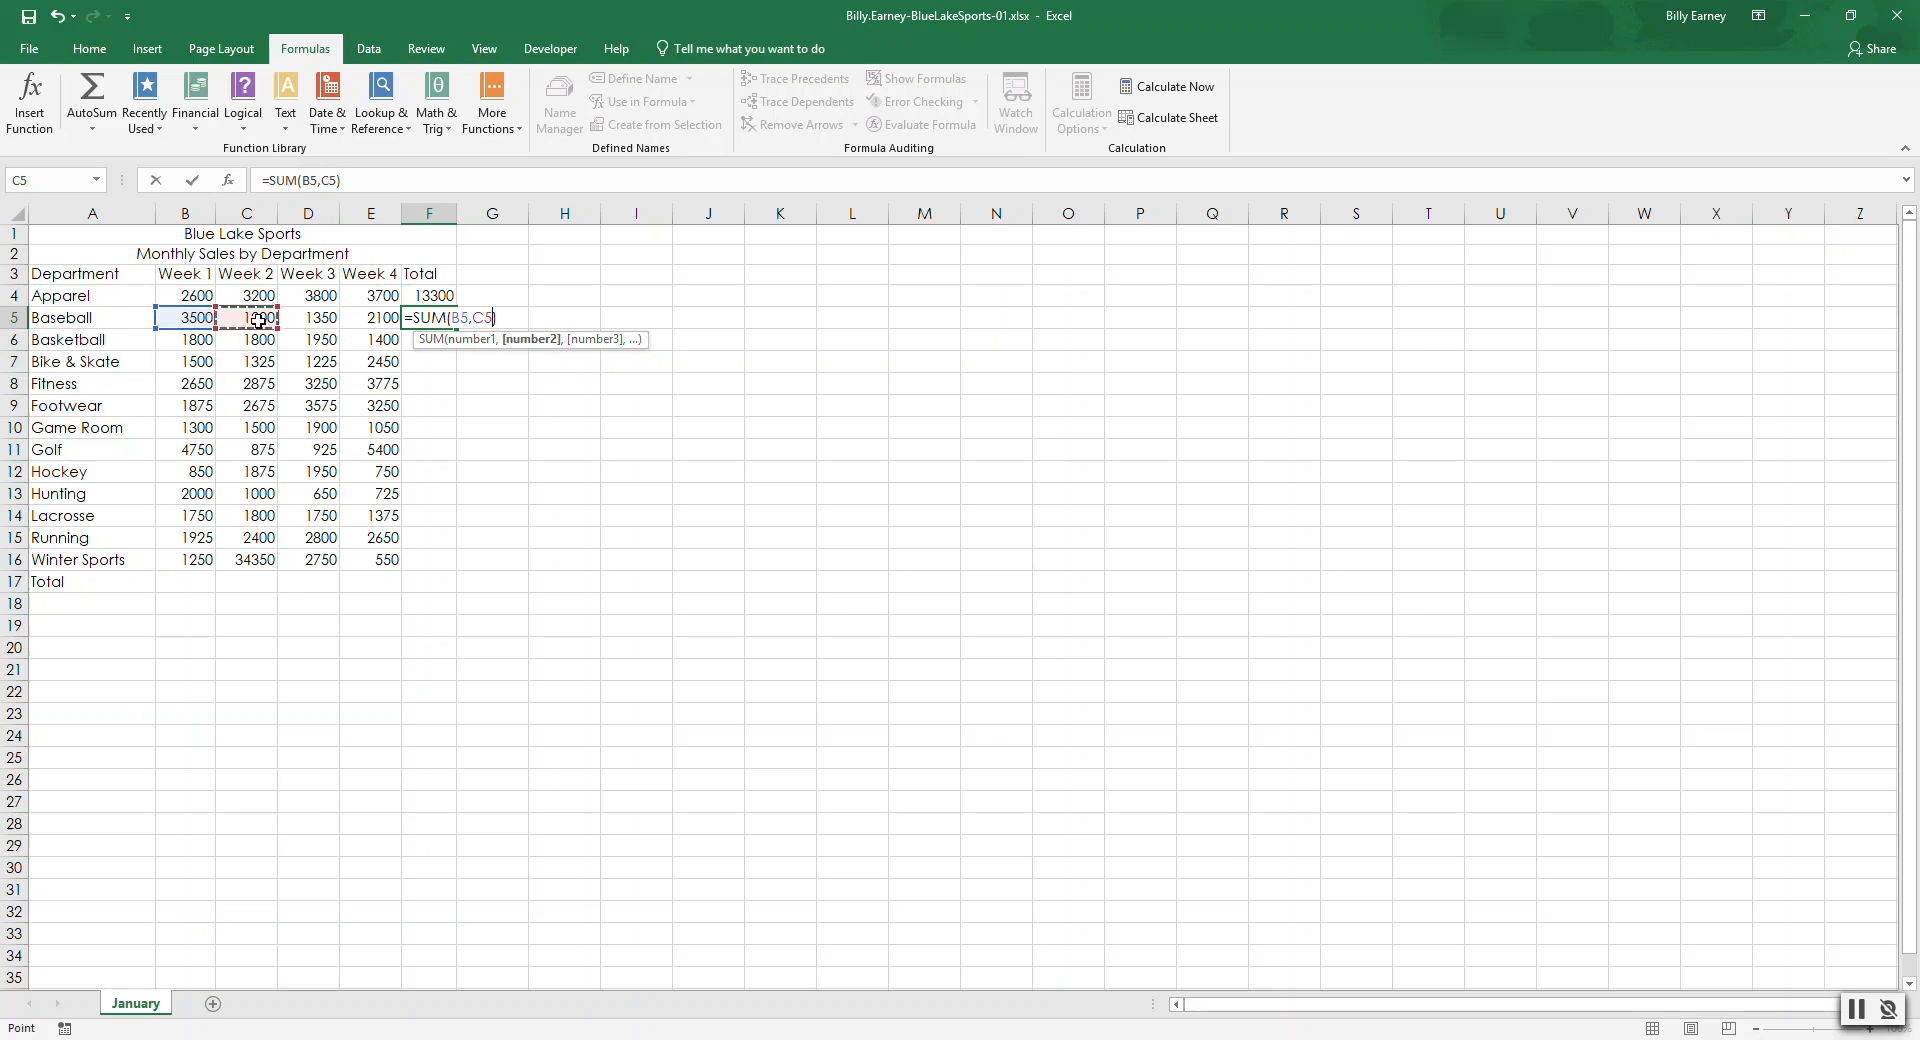 Billy.Earney-BlueLakeSports-01.xlsx - Excel
Billy Earney
File Home Insert Page Layout Formulas Data Review View Developer Help Tell me what you want to do
Share
fx
Insert Function
AutoSum
Recently Used
Financial
Logical
Text
Date & Time
Lookup & Reference
Math & Trig
More Functions
Function Library
Name Manager
Define Name
Use in Formula
Create from Selection
Defined Names
Trace Precedents
Trace Dependents
Remove Arrows
Show Formulas
Error Checking
Evaluate Formula
Formula Auditing
Watch Window
Calculation Options
Calculate Now
Calculate Sheet
Calculation
C5 fx =SUM(B5,C5)
A B C D E F G H I J K L M N O P Q R S T U V W X Y Z
1 Blue Lake Sports
2 Monthly Sales by Department
3 Department Week 1 Week 2 Week 3 Week 4 Total
4 Apparel 2600 3200 3800 3700 13300
5 Baseball 3500 1350 2100 =SUM(B5,C5)
SUM(number1, [number2], [number3], ...)
6 Basketball 1800 1800 1950 1400
7 Bike & Skate 1500 1325 1225 2450
8 Fitness 2650 2875 3250 3775
9 Footwear 1875 2675 3575 3250
10 Game Room 1300 1500 1900 1050
11 Golf 4750 875 925 5400
12 Hockey 850 1875 1950 750
13 Hunting 2000 1000 650 725
14 Lacrosse 1750 1800 1750 1375
15 Running 1925 2400 2800 2650
16 Winter Sports 1250 34350 2750 550
17 Total
18
19
20
21
22
23
24
25
26
27
28
29
30
31
32
33
34
35
January
Point